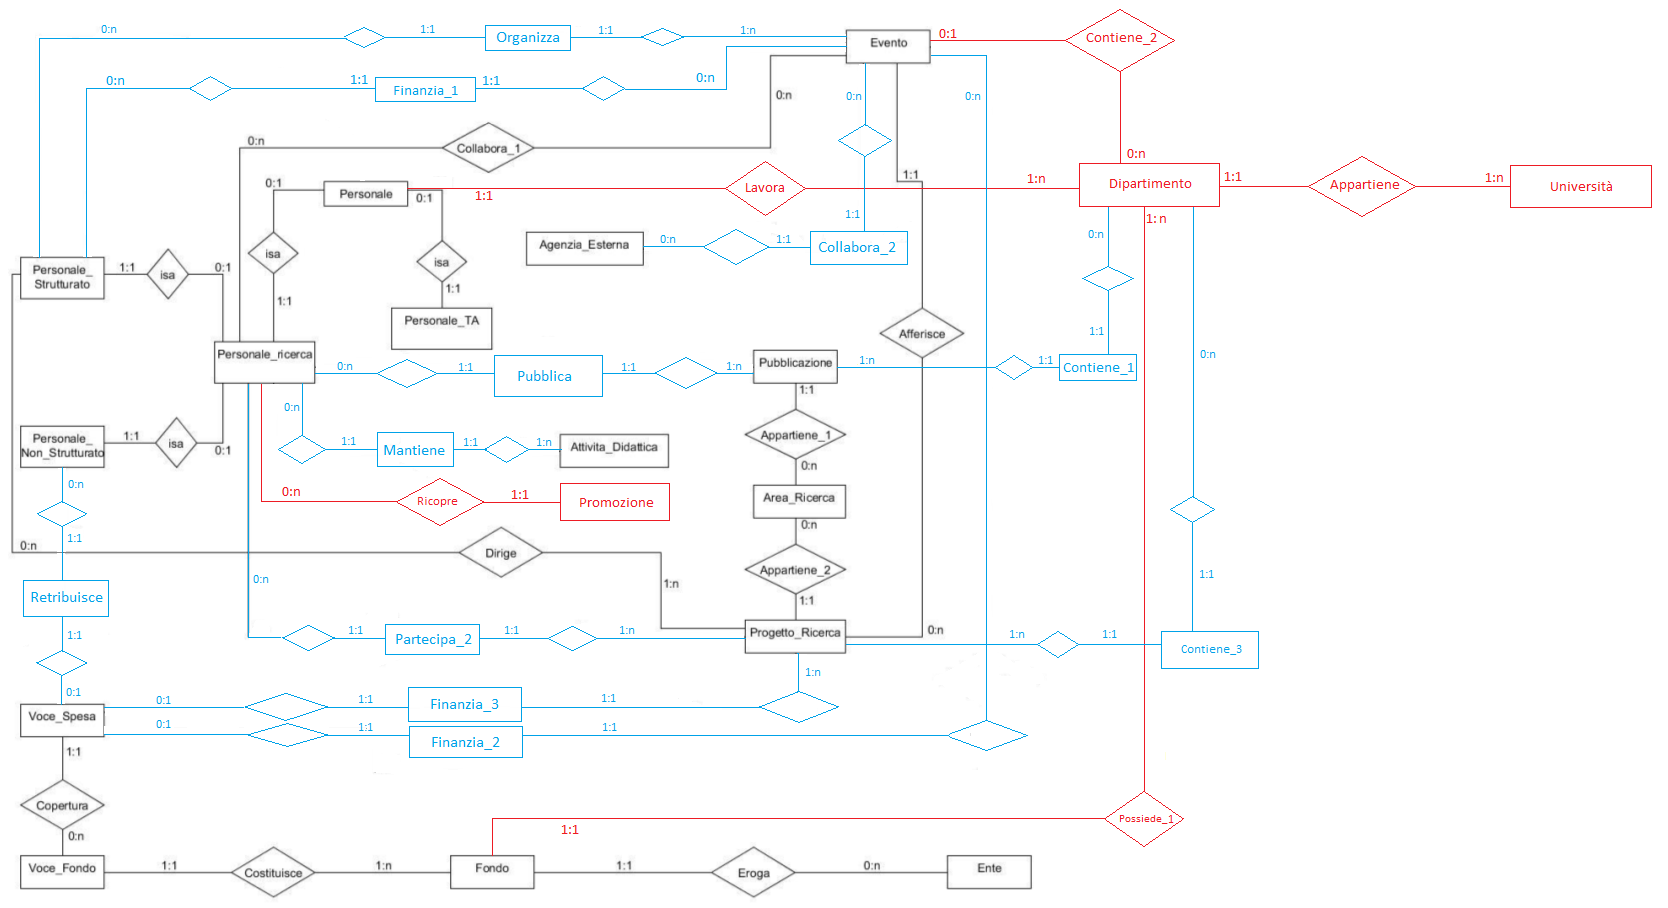 0:n
1:1
Organizza
1:1
1:n
Evento
0:1
Contiene_2
0:n
1:1
Finanzia_1
1:1
0:n
0:n
0:n
0:n
0:n
Collabora_1
0:n
1:1
0:1
Personale
0:1
1:1
Lavora
1:n
Dipartimento
1:1
Appartiene
1:n
Università
1:n
1:1
Agenzia_Esterna
0:n
1:1
Collabora_2
0:n
isa
isa
Personale_
Strutturato
1:1
isa
0:1
1:1
1:1
Personale_TA
Afferisce
1:1
Personale_ricerca
0:n
1:1
Pubblica
1:1
1:n
Pubblicazione
1:n
1:1
Contiene_1
0:n
0:n
1:1
Appartiene_1
Personale_
Non_Strutturato
1:1
isa
0:1
1:1
Mantiene
1:1
1:n
Attivita_Didattica
0:n
0:n
0:n
Ricopre
1:1
Promozione
Area_Ricerca
0:n
1:1
0:n
Dirige
1:n
Appartiene_2
0:n
1:1
Retribuisce
1:1
1:1
Partecipa_2
1:1
1:n
Progetto_Ricerca
0:n
1:n
1:1
Contiene_3
1:1
1:n
0:1
0:1
1:1
Finanzia_3
1:1
Voce_Spesa
0:1
1:1
Finanzia_2
1:1
1:1
Copertura
0:n
1:1
Possiede_1
Voce_Fondo
1:1
Costituisce
1:n
Fondo
1:1
Eroga
0:n
Ente